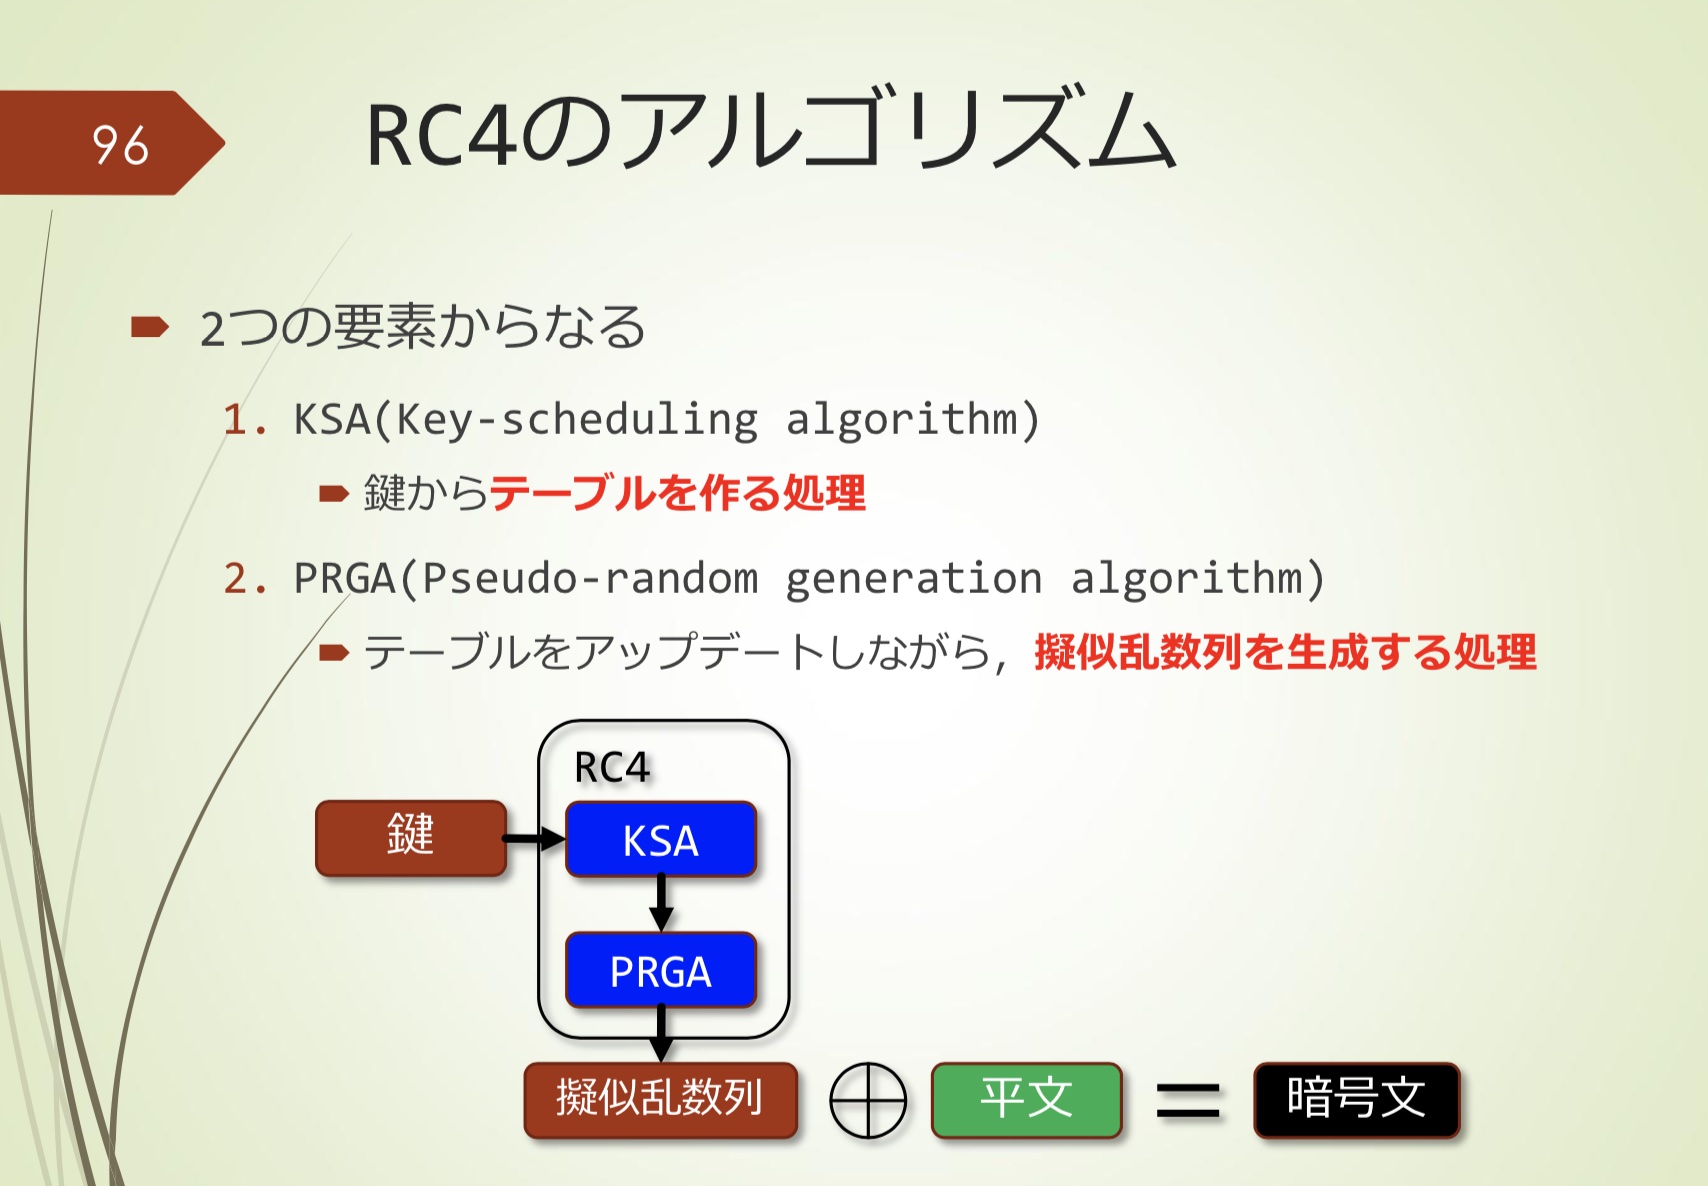 96
RC4のアルゴリズム
2つの要素からなる
1. KSA(Key-scheduling algorithm)
鍵からテーブルを作る処理
2. PRGA(Pseudo-random generation algorithm)
テーブルをアップデートしながら, 擬似乱数列を生成する処理
RC4
鍵
KSA
PRGA
擬似乱数列 ⊕ 平文 = 暗号文